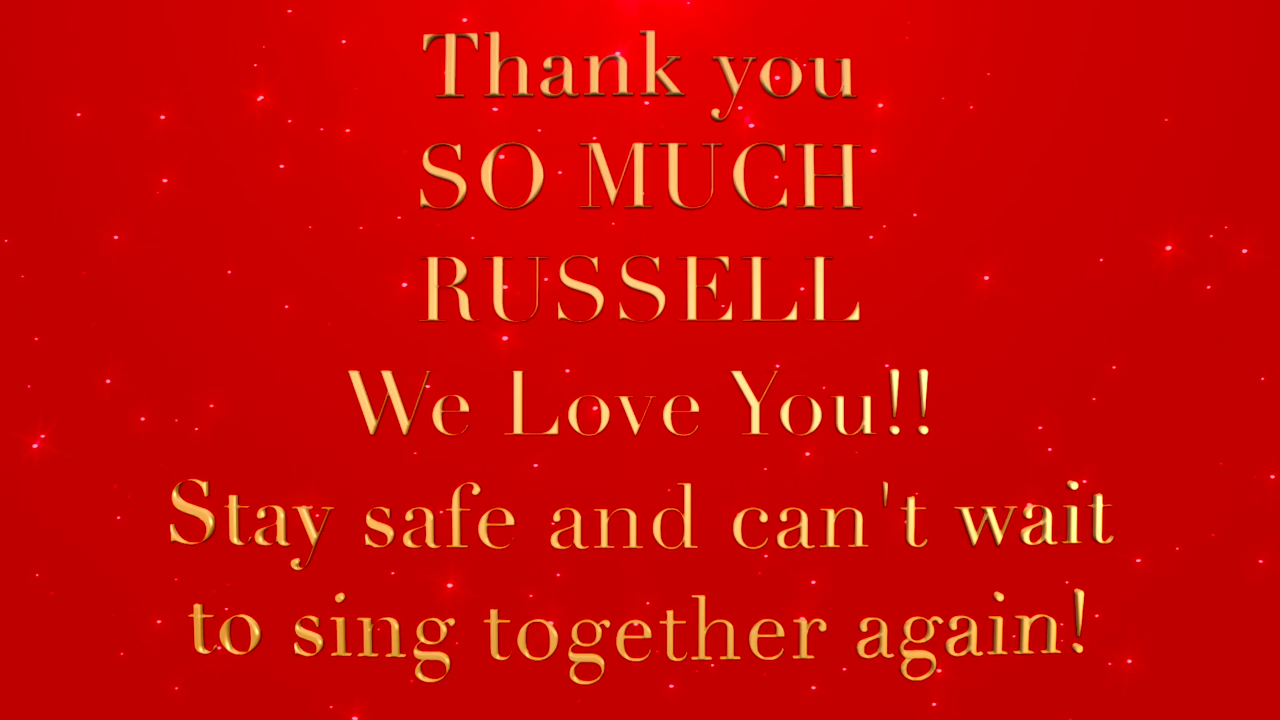 Thank you
SO MUCH
RUSSELL
We Love You!!
Stay safe and can't wait
to sing together again!